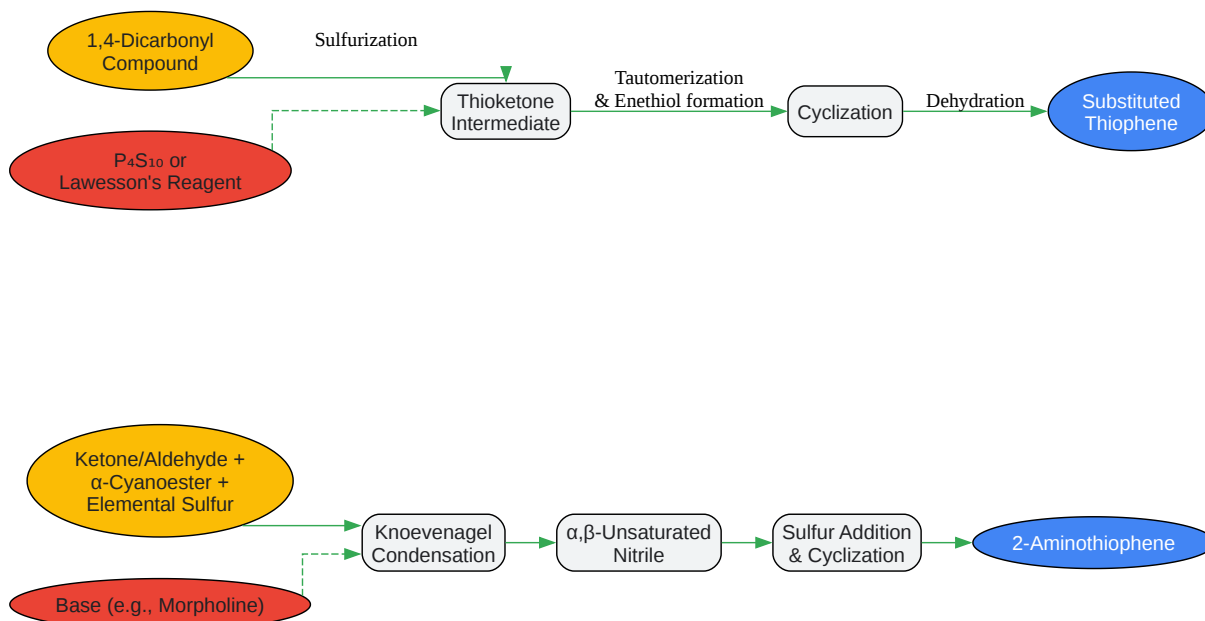 1,4-Dicarbonyl
Compound
Sulfurization
P₄S₁₀ or
Lawesson's Reagent
Thioketone
Intermediate
Tautomerization
& Enethiol formation
Cyclization
Dehydration
Substituted
Thiophene
Ketone/Aldehyde +
α-Cyanoester +
Elemental Sulfur
Base (e.g., Morpholine)
Knoevenagel
Condensation
α,β-Unsaturated
Nitrile
Sulfur Addition
& Cyclization
2-Aminothiophene